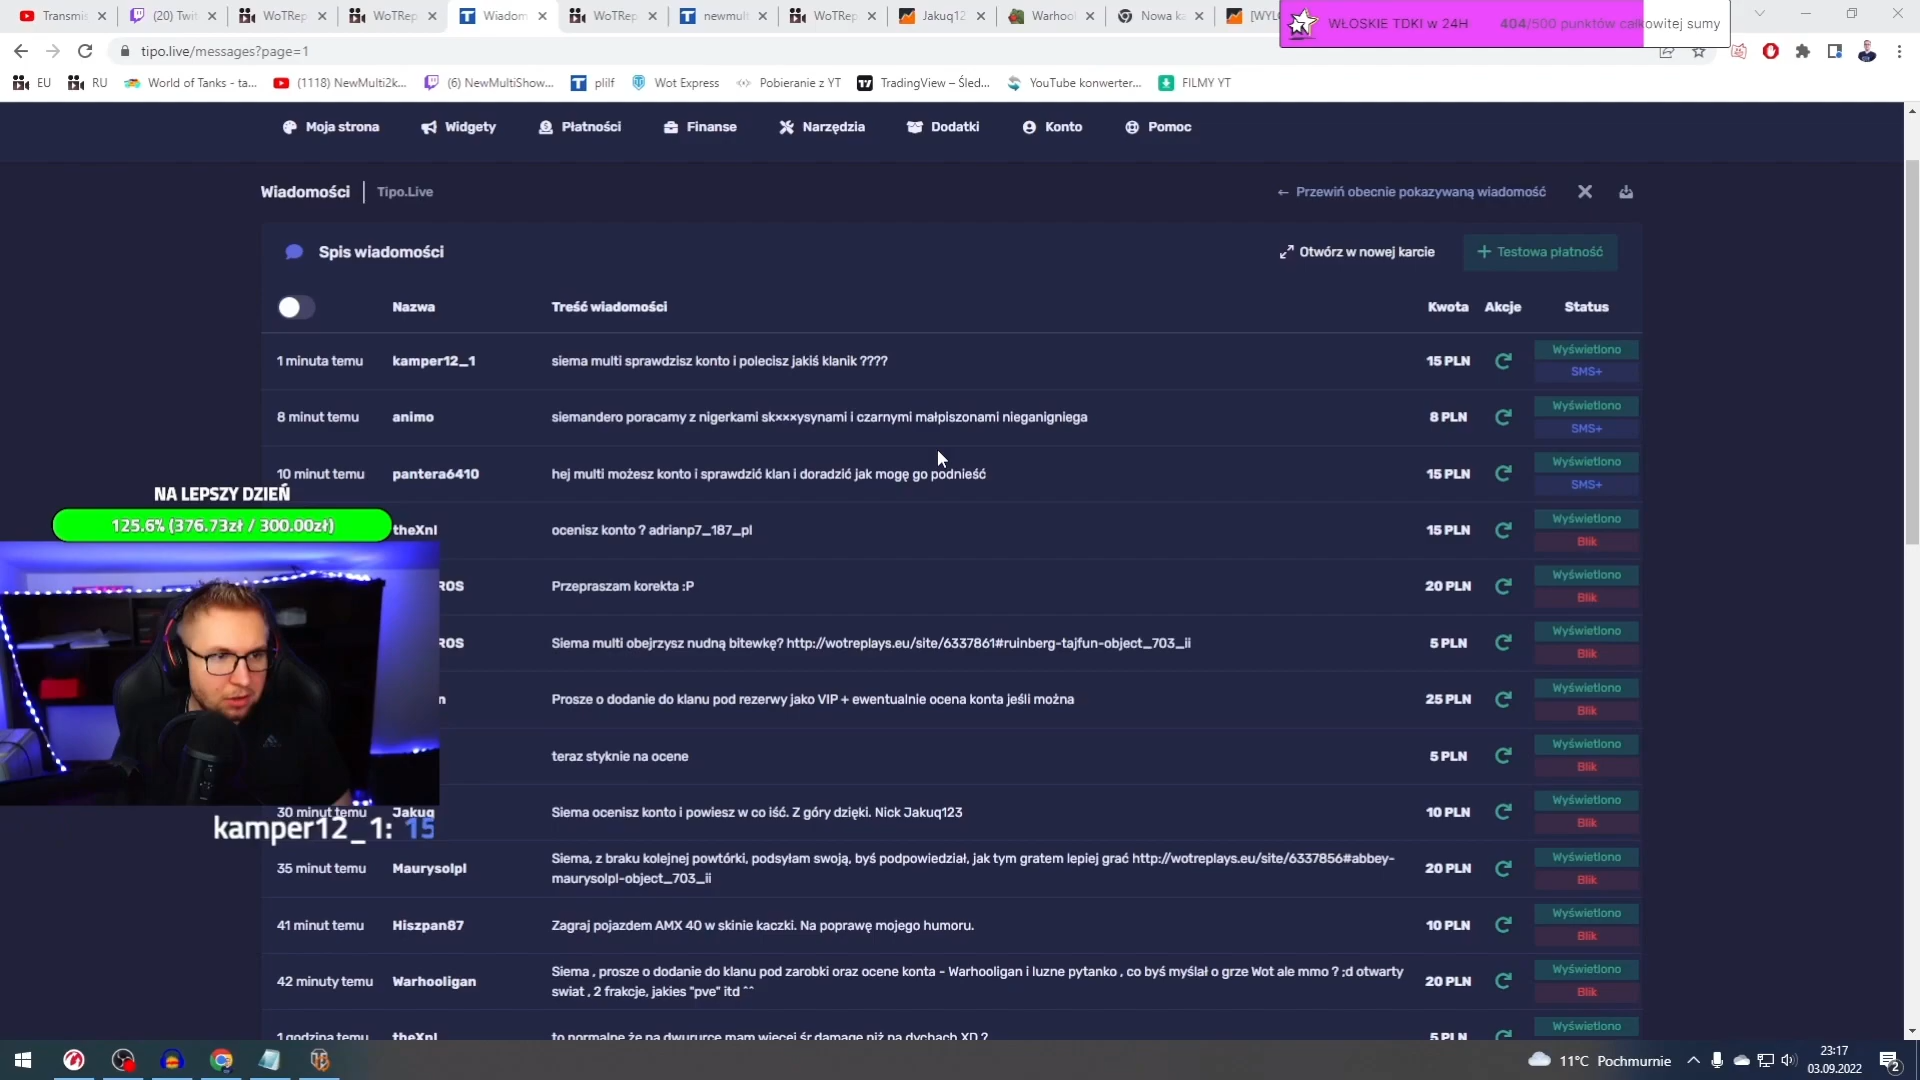 Transmis
(20) Twit
WoTRep
WoTRep
Wiadom
WoTRep
newmult
WoTRep
Jakuq12
Warhool
Nowa ka
[WYŁ
WŁOSKIE TDKI w 24H
404/500 punktów całkowitej sumy
tipo.live/messages?page=1
EU
RU
World of Tanks - ta...
(1118) NewMulti2k...
(6) NewMultiShow...
plilf
Wot Express
Pobieranie z YT
TradingView – Śled...
YouTube konwerter...
FILMY YT
Moja strona
Widgety
Płatności
Finanse
Narzędzia
Dodatki
Konto
Pomoc
Wiadomości
Tipo.Live
← Przewiń obecnie pokazywaną wiadomość
Spis wiadomości
Otwórz w nowej karcie
+ Testowa płatność
Nazwa
Treść wiadomości
Kwota
Akcje
Status
1 minuta temu
kamper12_1
siema multi sprawdzisz konto i polecisz jakiś klanik ????
15 PLN
Wyświetlono
SMS+
8 minut temu
animo
siemandero poracamy z nigerkami sk×××ysynami i czarnymi małpiszonami nieganigniega
8 PLN
Wyświetlono
SMS+
10 minut temu
pantera6410
hej multi możesz konto i sprawdzić klan i doradzić jak mogę go podnieść
15 PLN
Wyświetlono
SMS+
NA LEPSZY DZIEŃ
125.6% (376.73zł / 300.00zł)
theXnl
ocenisz konto ? adrianp7_187_pl
15 PLN
Wyświetlono
Blik
ROS
Przepraszam korekta :P
20 PLN
Wyświetlono
Blik
ROS
Siema multi obejrzysz nudną bitewkę? http://wotreplays.eu/site/6337861#ruinberg-tajfun-object_703_ii
5 PLN
Wyświetlono
Blik
n
Prosze o dodanie do klanu pod rezerwy jako VIP + ewentualnie ocena konta jeśli można
25 PLN
Wyświetlono
Blik
teraz styknie na ocene
5 PLN
Wyświetlono
Blik
30 minut temu
Jakuq
Siema ocenisz konto i powiesz w co iść. Z góry dzięki. Nick Jakuq123
10 PLN
Wyświetlono
Blik
kamper12_1: 15
35 minut temu
Maurysolpl
Siema, z braku kolejnej powtórki, podsyłam swoją, byś podpowiedział, jak tym gratem lepiej grać http://wotreplays.eu/site/6337856#abbey-
maurysolpl-object_703_ii
20 PLN
Wyświetlono
Blik
41 minut temu
Hiszpan87
Zagraj pojazdem AMX 40 w skinie kaczki. Na poprawę mojego humoru.
10 PLN
Wyświetlono
Blik
42 minuty temu
Warhooligan
Siema , prosze o dodanie do klanu pod zarobki oraz ocene konta - Warhooligan i luzne pytanko , co byś myślał o grze Wot ale mmo ? ;d otwarty
swiat , 2 frakcje, jakies "pve" itd ^^
20 PLN
Wyświetlono
Blik
1 godzina temu
theXnl
to normalne że na dwururce mam więcej śr damage niż na dychach XD ?
5 PLN
Wyświetlono
11°C Pochmurnie
23:17
03.09.2022
2